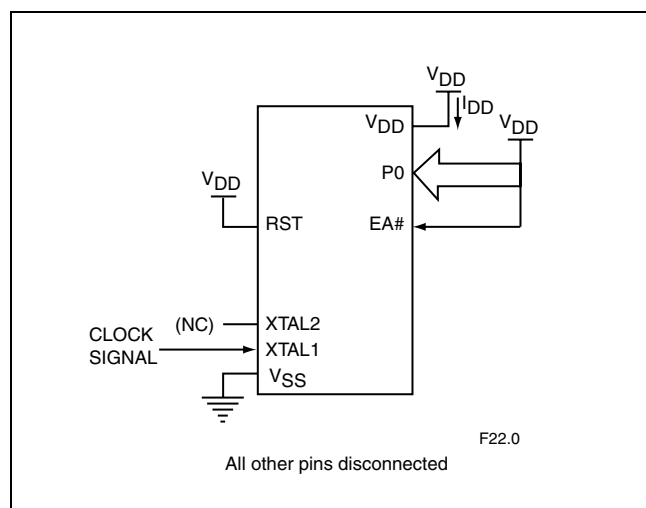 VDD
IDD
VDD
VDD
P0
VDD
RST
EA#
(NC)
XTAL2
CLOCK
SIGNAL
XTAL1
VSS
F22.0
All other pins disconnected